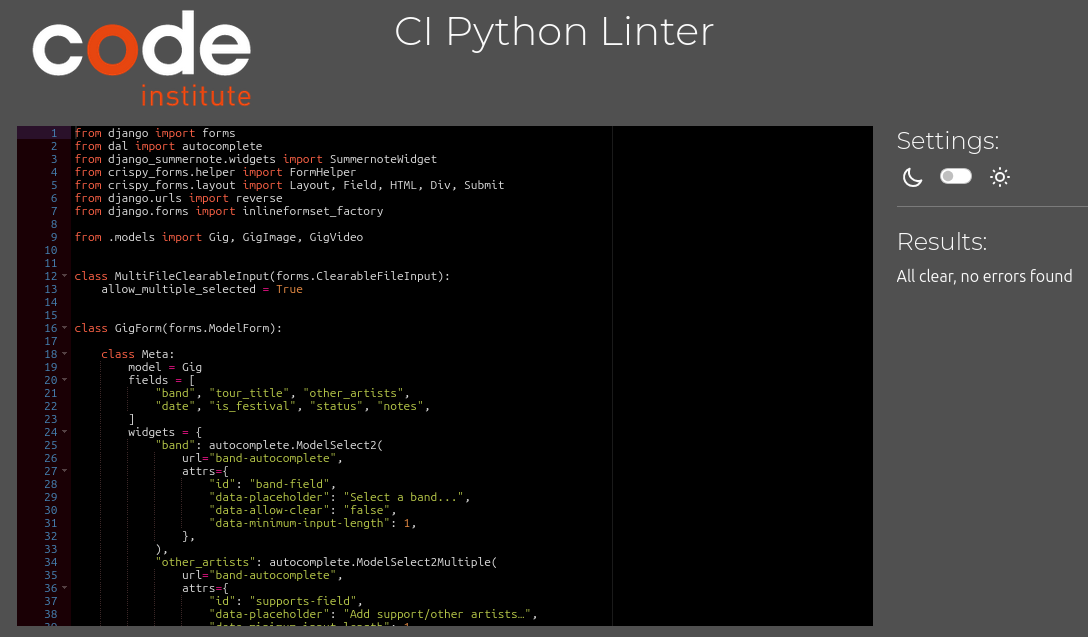 code
institute
CI Python Linter
1 from django import forms
2 from dal import autocomplete
3 from django_summernote.widgets import SummernoteWidget
4 from crispy_forms.helper import FormHelper
5 from crispy_forms.layout import Layout, Field, HTML, Div, Submit
6 from django.urls import reverse
7 from django.forms import inlineformset_factory
8
9 from .models import Gig, GigImage, GigVideo
10
11
12 class MultiFileClearableInput(forms.ClearableFileInput):
13     allow_multiple_selected = True
14
15
16 class GigForm(forms.ModelForm):
17
18     class Meta:
19         model = Gig
20         fields = [
21             "band", "tour_title", "other_artists",
22             "date", "is_festival", "status", "notes",
23         ]
24         widgets = {
25             "band": autocomplete.ModelSelect2(
26                 url="band-autocomplete",
27                 attrs={
28                     "id": "band-field",
29                     "data-placeholder": "Select a band...",
30                     "data-allow-clear": "false",
31                     "data-minimum-input-length": 1,
32                 },
33             ),
34             "other_artists": autocomplete.ModelSelect2Multiple(
35                 url="band-autocomplete",
36                 attrs={
37                     "id": "supports-field",
38                     "data-placeholder": "Add support/other artists…",
39                     "data-minimum-input-length": 1,
Settings:
Results:
All clear, no errors found